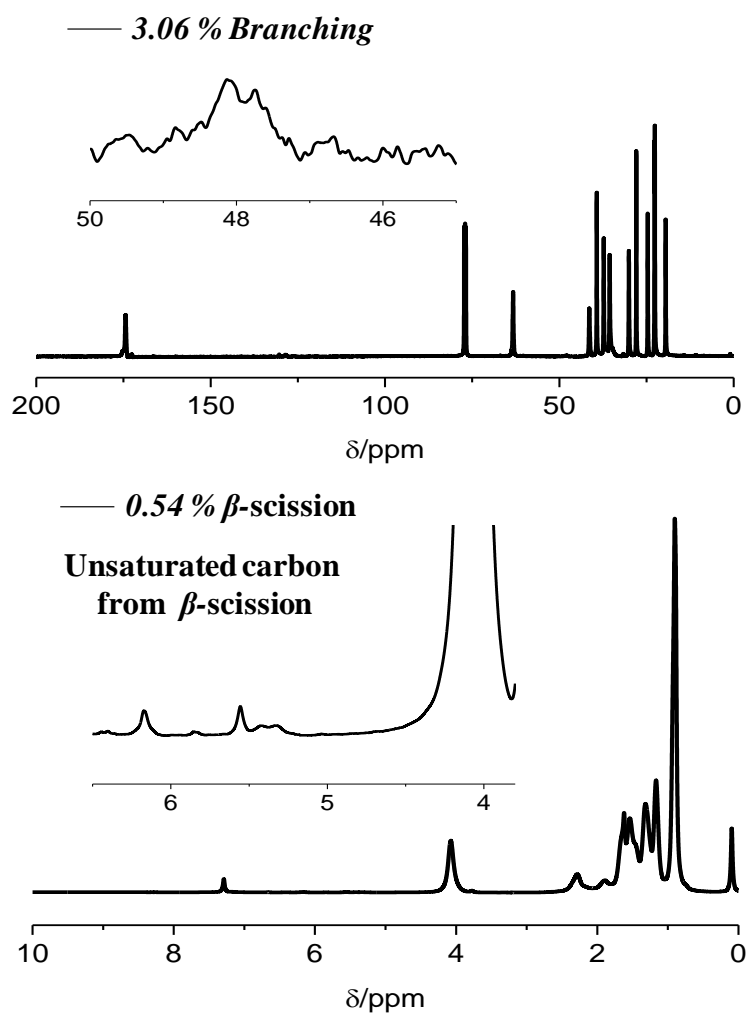 3.06 % Branching
50 48 46
200 150 100 50 0
δ/ppm
0.54 % β-scission
Unsaturated carbon
from β-scission
6 5 4
10 8 6 4 2 0
δ/ppm